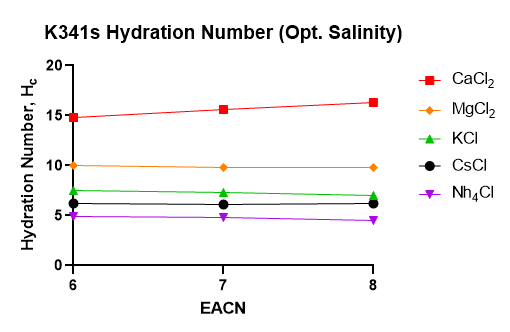 K341s Hydration Number (Opt. Salinity)
Hydration Number, Hc
20
15
10
5
0
6 7 8
EACN
CaCl2
MgCl2
KCl
CsCl
Nh4Cl